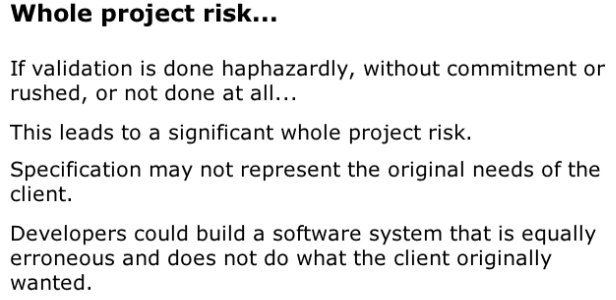 Whole project risk...
If validation is done haphazardly, without commitment or
rushed, or not done at all...
This leads to a significant whole project risk.
Specification may not represent the original needs of the
client.
Developers could build a software system that is equally
erroneous and does not do what the client originally
wanted.